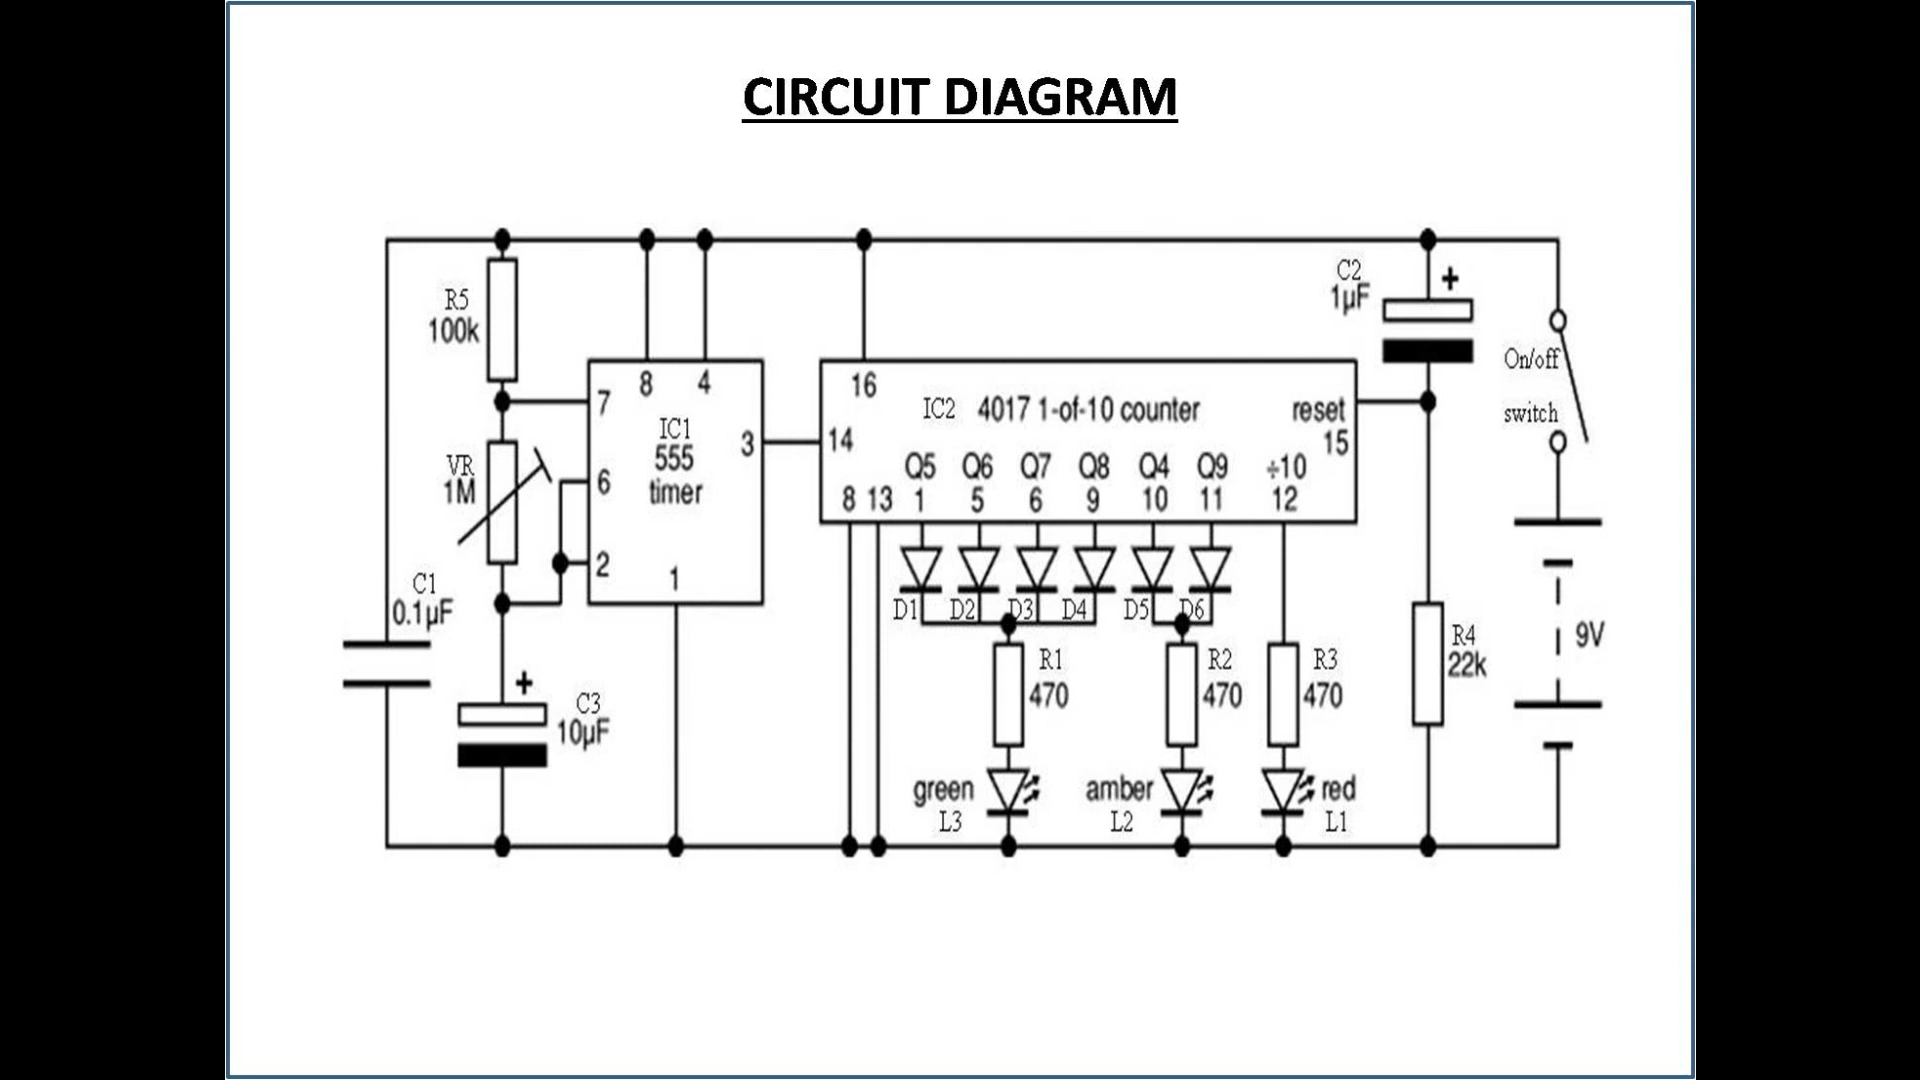 CIRCUIT DIAGRAM
R5
100k
VR
1M
C1
0.1µF
+
C3
10µF
8 4
7
IC1
555
timer
3
6
2
1
16
IC2 4017 1-of-10 counter reset
14 15
Q5 Q6 Q7 Q8 Q4 Q9 ÷10
8 13 1 5 6 9 10 11 12
D1 D2 D3 D4 D5 D6
R1
470
R2
470
R3
470
green
L3
amber
L2
red
L1
C2
1µF
+
On/off
switch
R4
22k
9V